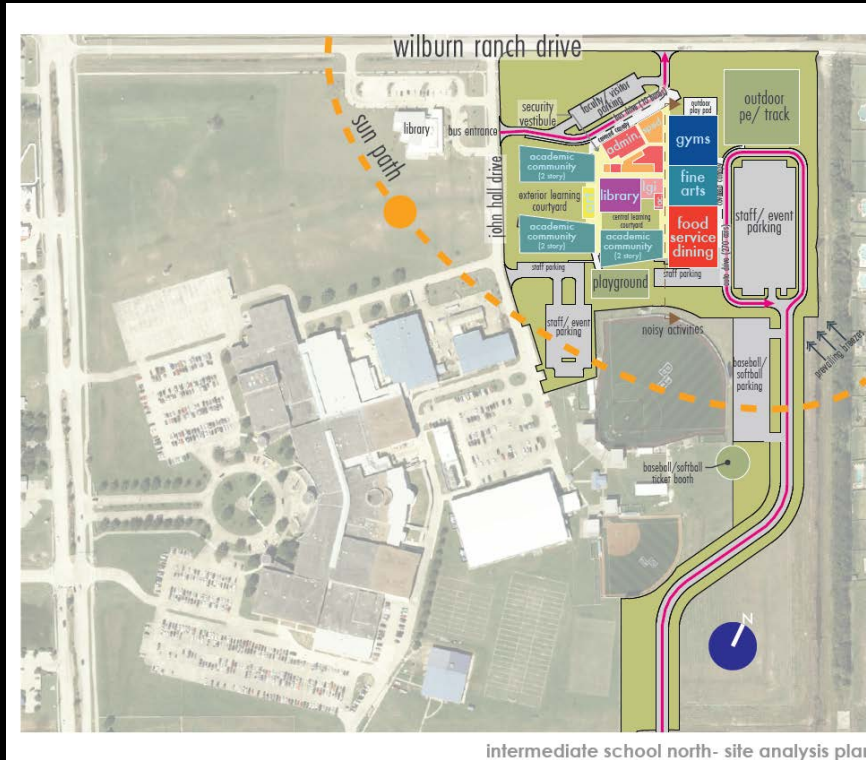 wilburn ranch drive
sun path
library
security
vestibule
bus entrance
faculty/ visitor
parking
outdoor
play pad
outdoor
pe/ track
john hall drive
academic
community
(2 story)
admin.
gyms
exterior learning
courtyard
library
lgi
fine
arts
staff/ event
parking
central learning
courtyard
academic
community
(2 story)
academic
community
(2 story)
food
service
dining
staff parking
playground
staff parking
staff/ event
parking
noisy activities
baseball/
softball
parking
prevailing breezes
baseball/softball
ticket booth
N
intermediate school north- site analysis plan